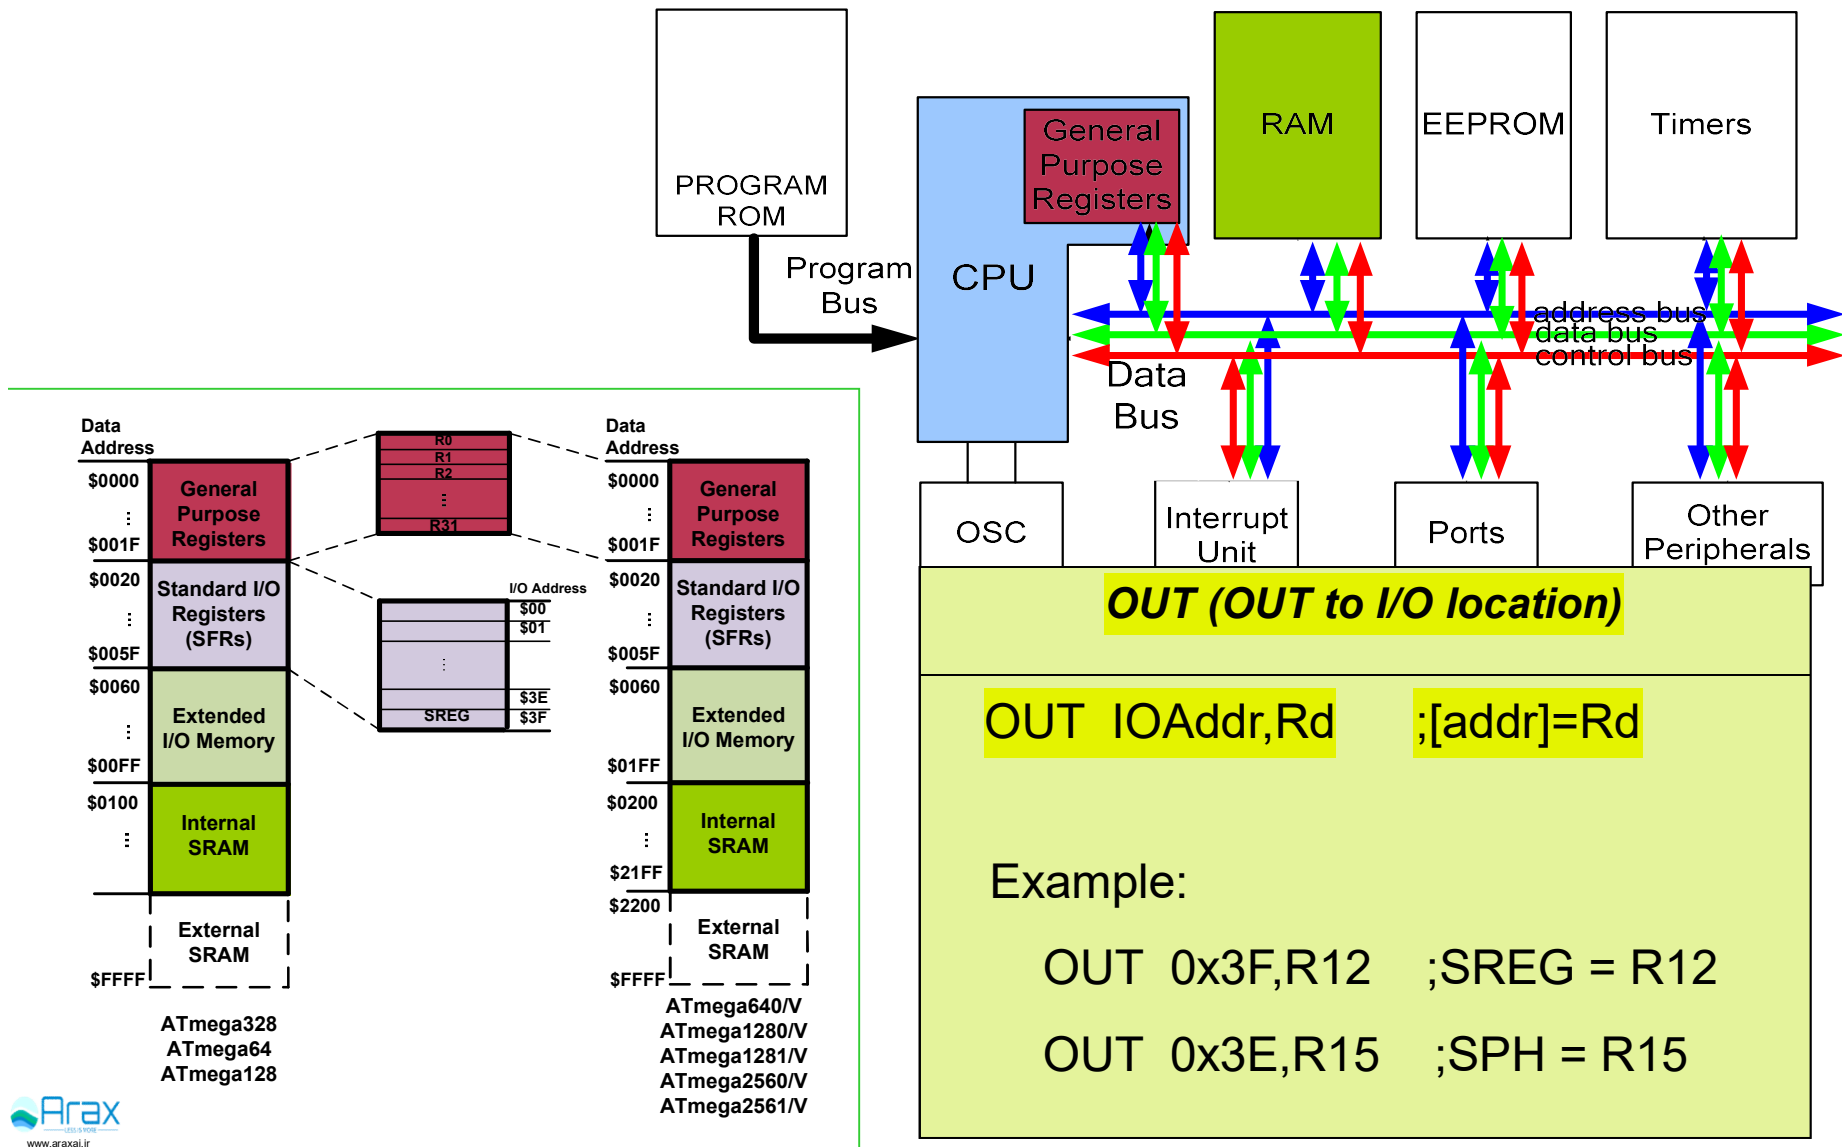 PROGRAM
ROM
Program
Bus
CPU
General
Purpose
Registers
RAM
EEPROM
Timers
address bus
data bus
control bus
Data
Bus
OSC
Interrupt
Unit
Ports
Other
Peripherals
Data
Address
$0000
⋮
$001F
$0020
⋮
$005F
$0060
⋮
$00FF
$0100
⋮
$FFFF
General
Purpose
Registers
Standard I/O
Registers
(SFRs)
Extended
I/O Memory
Internal
SRAM
External
SRAM
ATmega328
ATmega64
ATmega128
R0
R1
R2
⋮
R31
I/O Address
$00
$01
⋮
$3E
SREG $3F
Data
Address
$0000
⋮
$001F
$0020
⋮
$005F
$0060
⋮
$01FF
$0200
⋮
$21FF
$2200
$FFFF
General
Purpose
Registers
Standard I/O
Registers
(SFRs)
Extended
I/O Memory
Internal
SRAM
External
SRAM
ATmega640/V
ATmega1280/V
ATmega1281/V
ATmega2560/V
ATmega2561/V
OUT (OUT to I/O location)
OUT IOAddr,Rd ;[addr]=Rd
Example:
OUT 0x3F,R12 ;SREG = R12
OUT 0x3E,R15 ;SPH = R15
Arax
www.araxai.ir